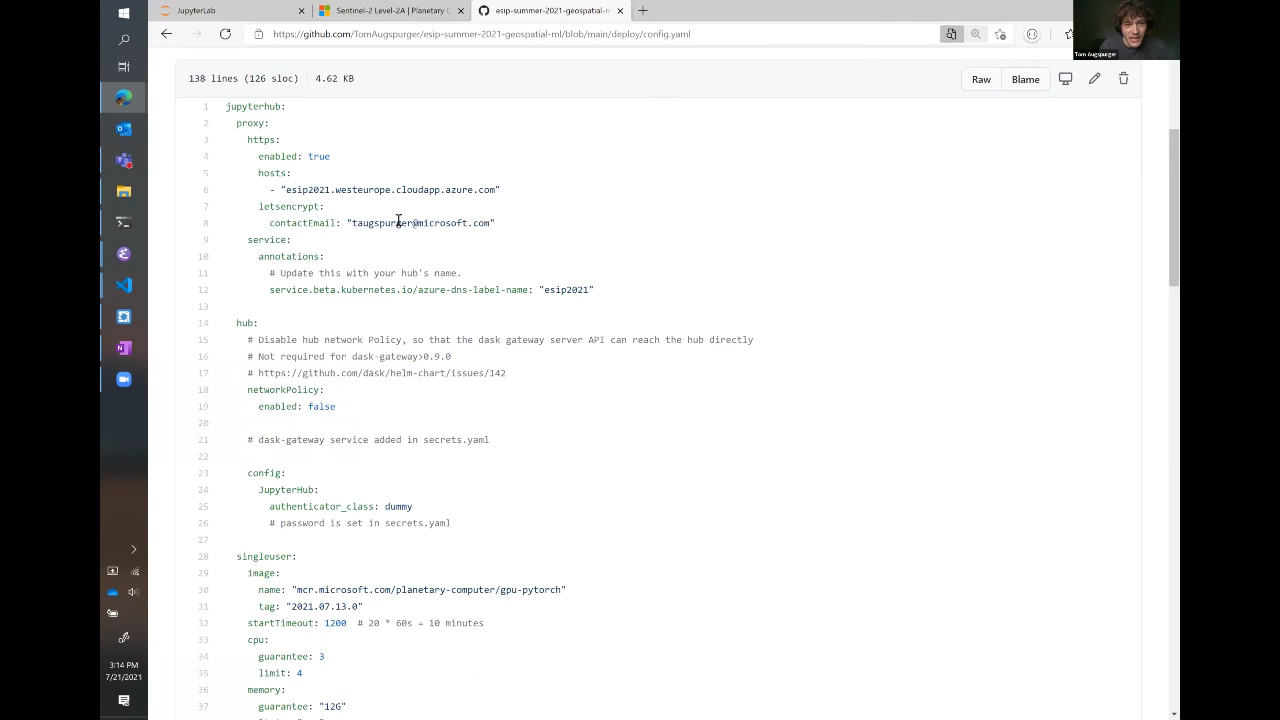 JupyterLab
Sentinel-2 Level-2A | Planetary C
esip-summer-2021-geospatial-m
https://github.com/TomAugspurger/esip-summer-2021-geospatial-ml/blob/main/deploy/config.yaml
Tom Augspurger
138 lines (126 sloc) 4.62 KB
Raw
Blame
1 jupyterhub:
2 proxy:
3 https:
4 enabled: true
5 hosts:
6 - "esip2021.westeurope.cloudapp.azure.com"
7 letsencrypt:
8 contactEmail: "taugspurger@microsoft.com"
9 service:
10 annotations:
11 # Update this with your hub's name.
12 service.beta.kubernetes.io/azure-dns-label-name: "esip2021"
13
14 hub:
15 # Disable hub network Policy, so that the dask gateway server API can reach the hub directly
16 # Not required for dask-gateway>0.9.0
17 # https://github.com/dask/helm-chart/issues/142
18 networkPolicy:
19 enabled: false
20
21 # dask-gateway service added in secrets.yaml
22
23 config:
24 JupyterHub:
25 authenticator_class: dummy
26 # password is set in secrets.yaml
27
28 singleuser:
29 image:
30 name: "mcr.microsoft.com/planetary-computer/gpu-pytorch"
31 tag: "2021.07.13.0"
32 startTimeout: 1200 # 20 * 60s = 10 minutes
33 cpu:
34 guarantee: 3
35 limit: 4
36 memory:
37 guarantee: "12G"
3:14 PM
7/21/2021